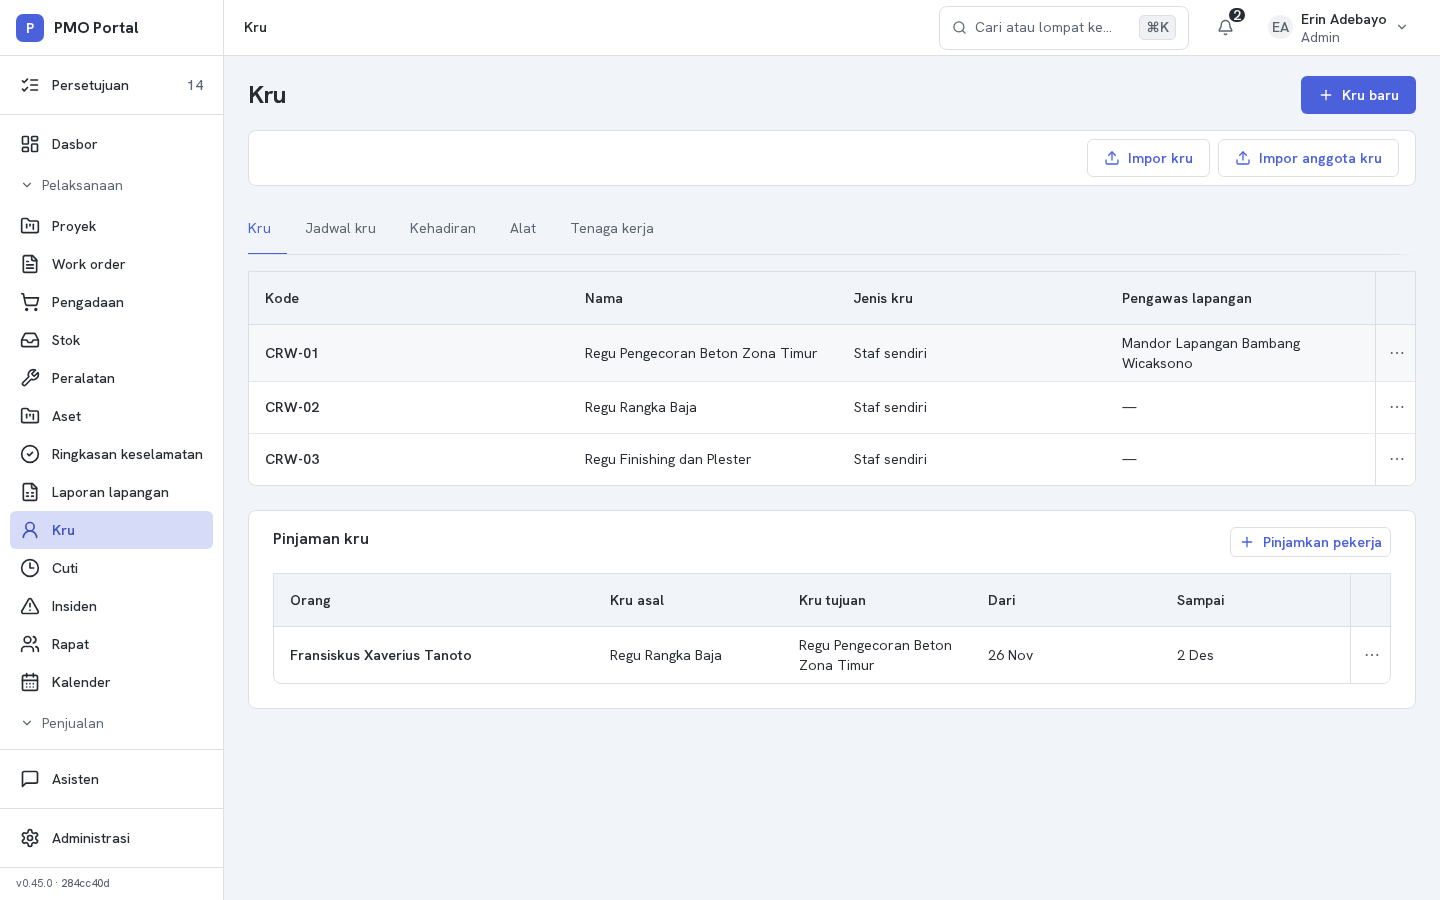 P PMO Portal
Kru
Cari atau lompat ke...
⌘K
2
EA
Erin Adebayo
Admin
Persetujuan 14
Dasbor
Pelaksanaan
Proyek
Work order
Pengadaan
Stok
Peralatan
Aset
Ringkasan keselamatan
Laporan lapangan
Kru
Cuti
Insiden
Rapat
Kalender
Penjualan
Asisten
Administrasi
v0.45.0 · 284cc40d
Kru
Kru baru
Impor kru
Impor anggota kru
Kru Jadwal kru Kehadiran Alat Tenaga kerja
Kode Nama Jenis kru Pengawas lapangan
CRW-01 Regu Pengecoran Beton Zona Timur Staf sendiri Mandor Lapangan Bambang
Wicaksono
CRW-02 Regu Rangka Baja Staf sendiri —
CRW-03 Regu Finishing dan Plester Staf sendiri —
Pinjaman kru
Pinjamkan pekerja
Orang Kru asal Kru tujuan Dari Sampai
Fransiskus Xaverius Tanoto Regu Rangka Baja Regu Pengecoran Beton
Zona Timur 26 Nov 2 Des